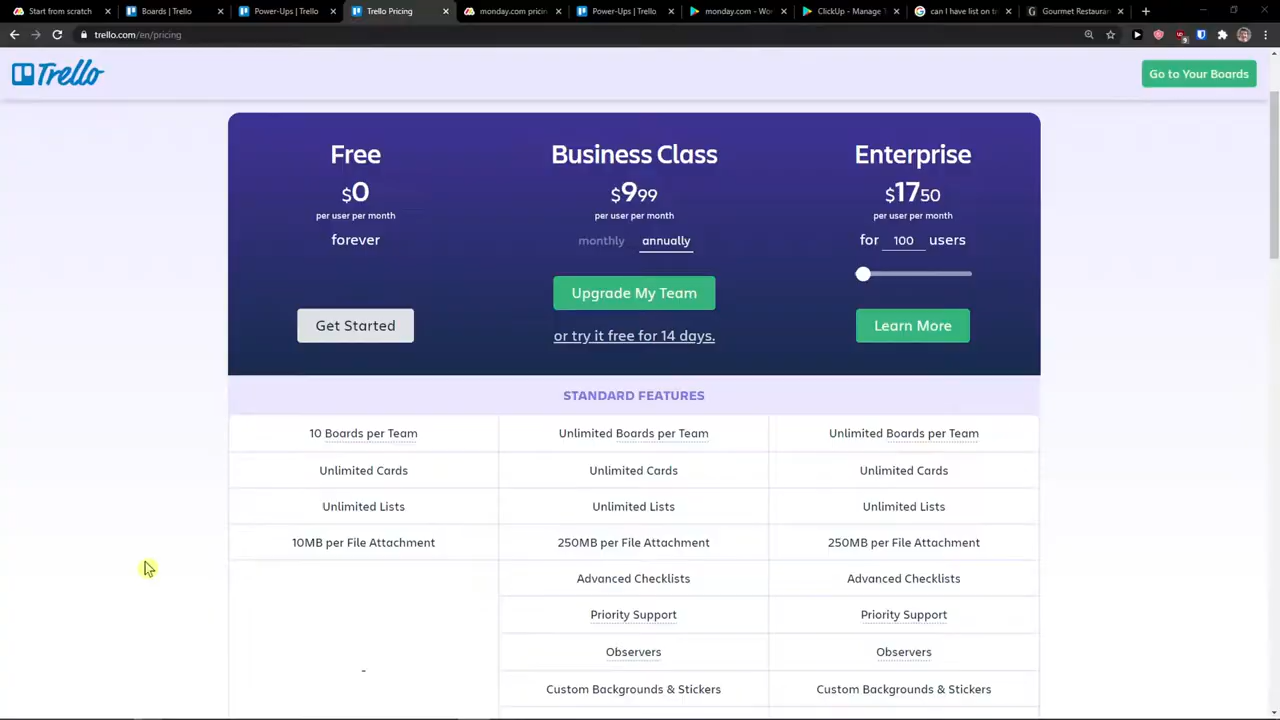 Start from scratch
Boards | Trello
Power-Ups | Trello
Trello Pricing
monday.com pricin
Power-Ups | Trello
monday.com - Wo
ClickUp - Manage T
can I have list on t
Gourmet Restauran
trello.com/en/pricing
Trello
Go to Your Boards
Free
Business Class
Enterprise
$0
$999
$1750
per user per month
per user per month
per user per month
forever
monthly
annually
for 100 users
Upgrade My Team
Get Started
or try it free for 14 days.
Learn More
STANDARD FEATURES
10 Boards per Team
Unlimited Boards per Team
Unlimited Boards per Team
Unlimited Cards
Unlimited Cards
Unlimited Cards
Unlimited Lists
Unlimited Lists
Unlimited Lists
10MB per File Attachment
250MB per File Attachment
250MB per File Attachment
Advanced Checklists
Advanced Checklists
Priority Support
Priority Support
Observers
Observers
-
Custom Backgrounds & Stickers
Custom Backgrounds & Stickers